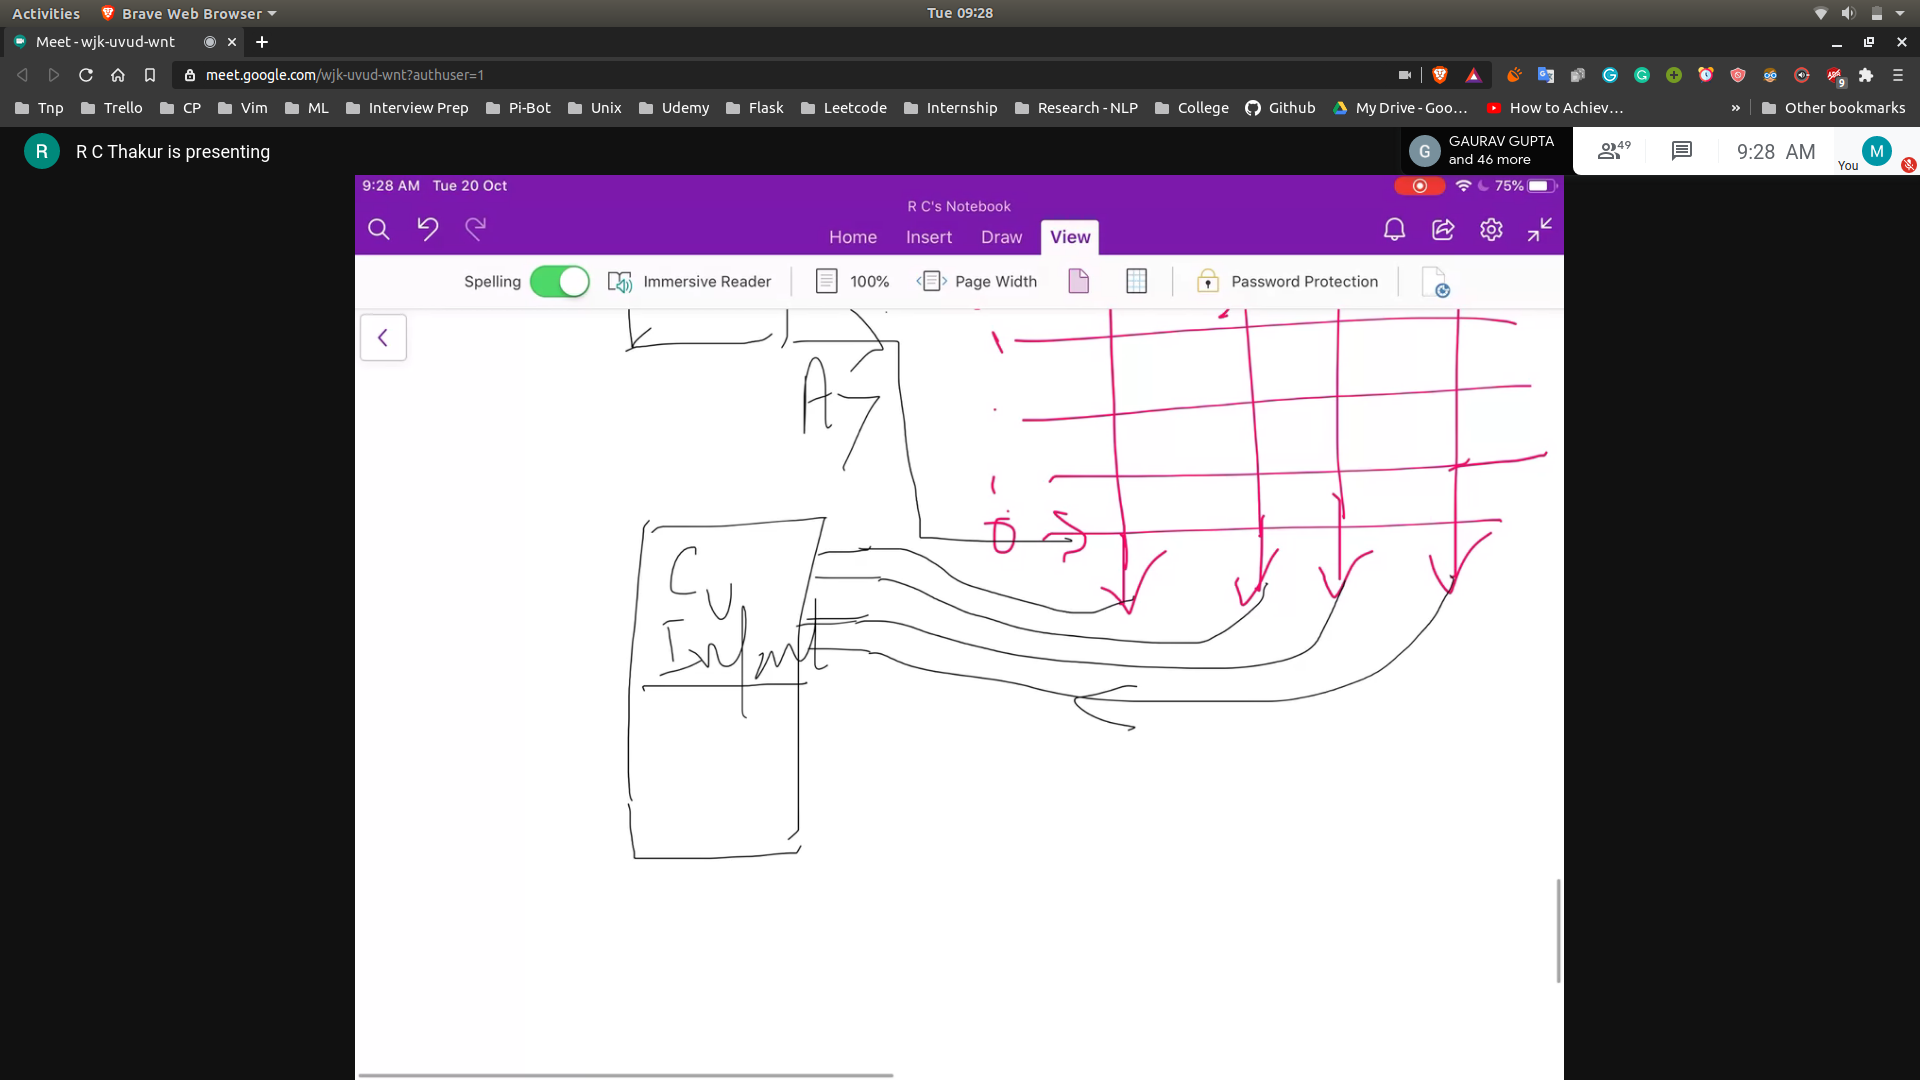 Activities Brave Web Browser Tue 09:28
Meet - wjk-uvud-wnt
meet.google.com/wjk-uvud-wnt?authuser=1 9
Tnp Trello CP Vim ML Interview Prep Pi-Bot Unix Udemy Flask Leetcode Internship Research - NLP College Github My Drive - Goo... How to Achiev... » Other bookmarks
R R C Thakur is presenting G GAURAV GUPTA and 46 more 49 9:28 AM You M
9:28 AM Tue 20 Oct 75%
R C's Notebook
Home Insert Draw View
Spelling Immersive Reader 100% Page Width Password Protection
A7
0
CU